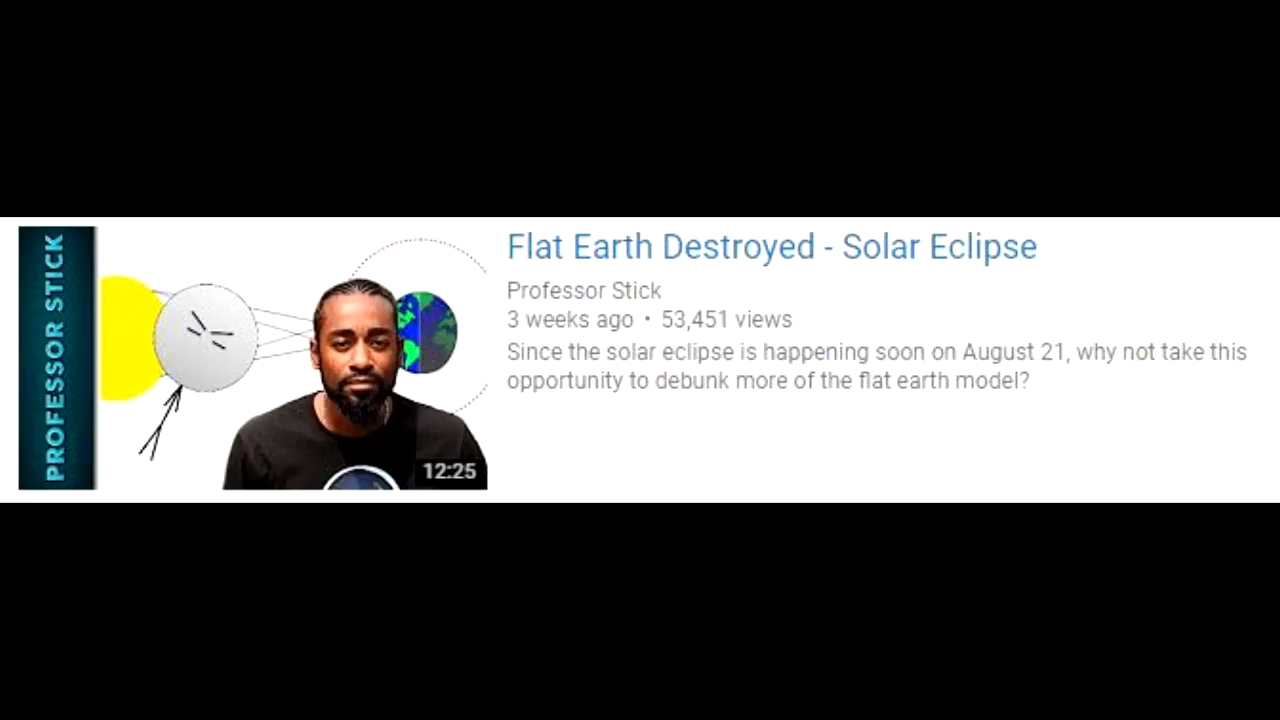 PROFESSOR STICK
12:25
Flat Earth Destroyed - Solar Eclipse
Professor Stick
3 weeks ago • 53,451 views
Since the solar eclipse is happening soon on August 21, why not take this
opportunity to debunk more of the flat earth model?